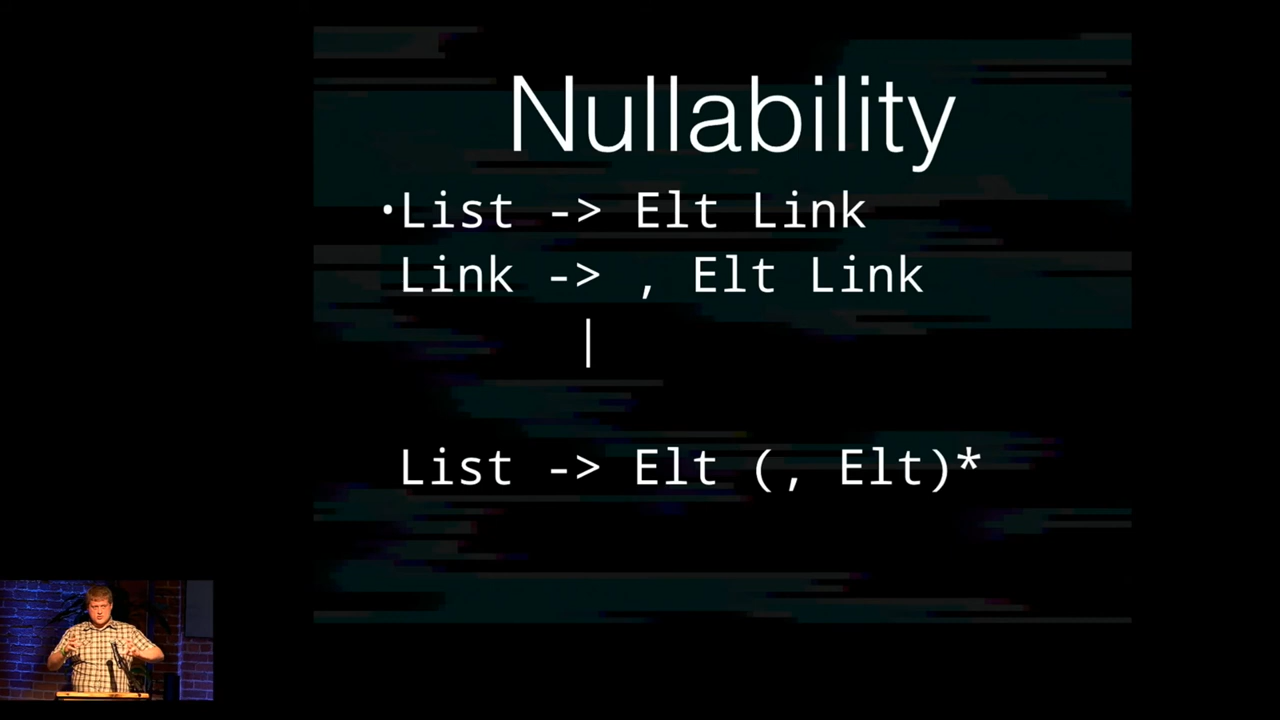 Nullability
•List -> Elt Link
Link -> , Elt Link
|
List -> Elt (, Elt)*